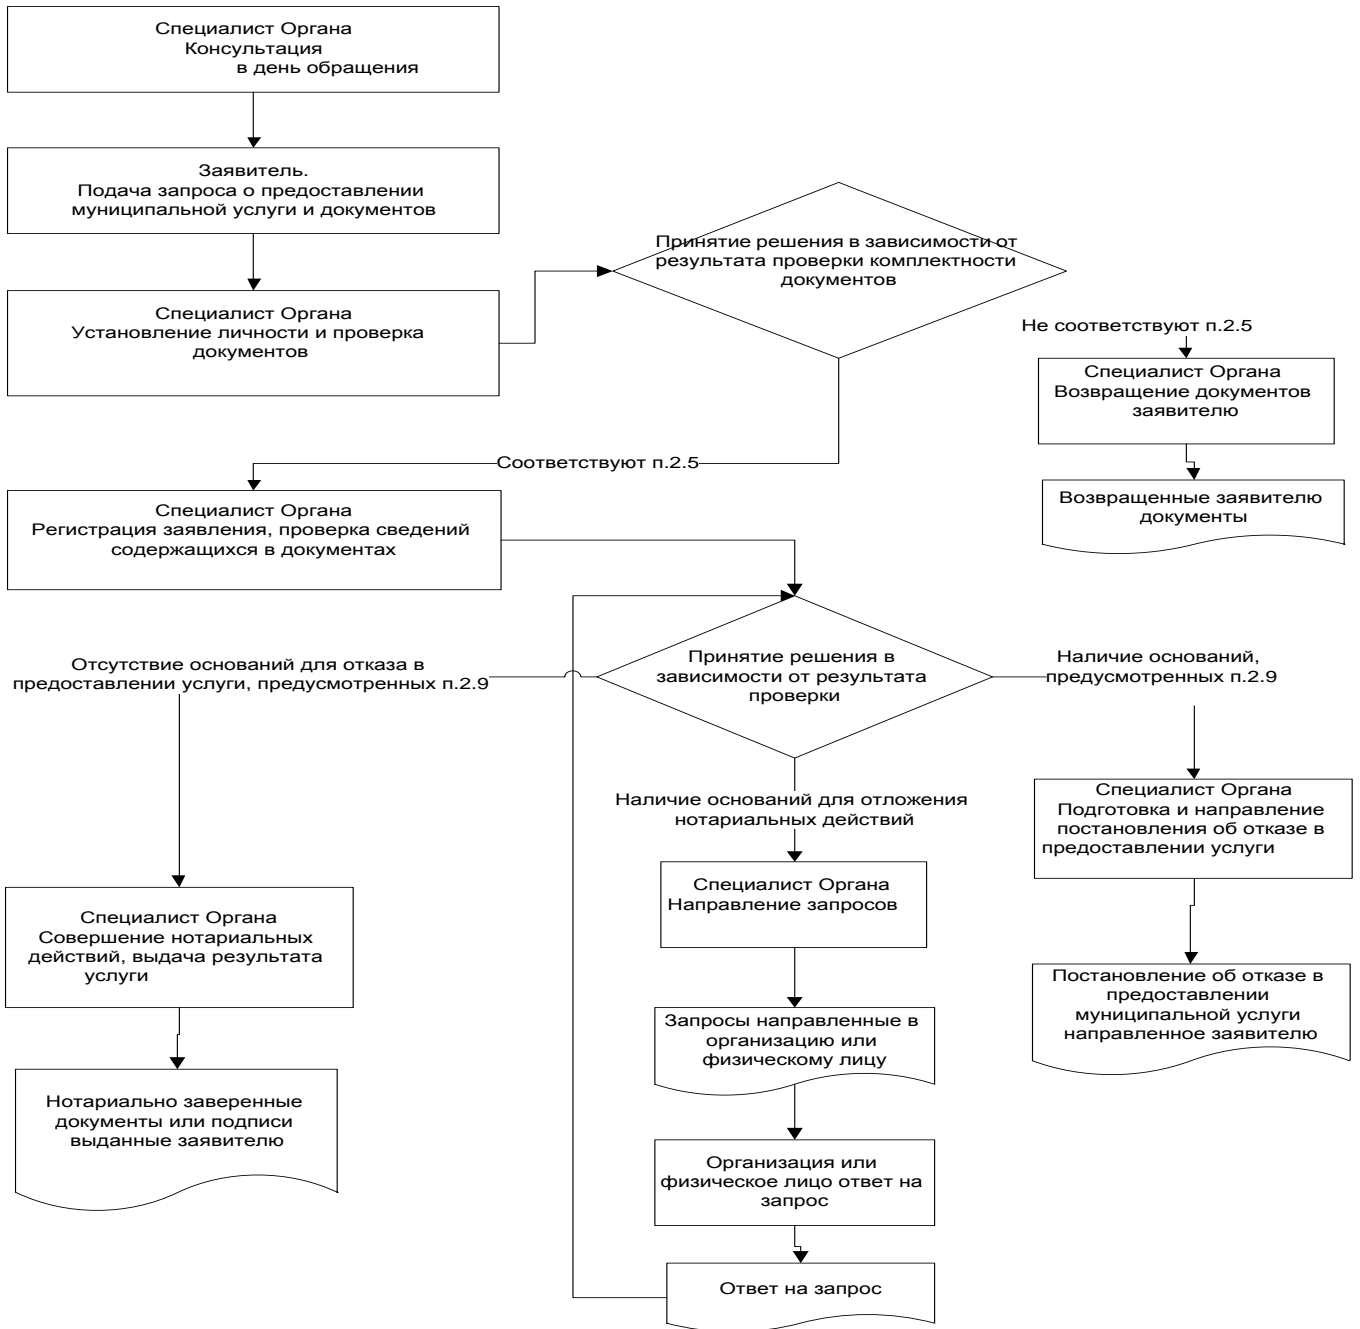 Специалист Органа
Консультация
в день обращения
Заявитель.
Подача запроса о предоставлении
муниципальной услуги и документов
Специалист Органа
Установление личности и проверка
документов
Принятие решения в зависимости от
результата проверки комплектности
документов
Не соответствуют п.2.5
Специалист Органа
Возвращение документов
заявителю
Возвращенные заявителю
документы
Соответствуют п.2.5
Специалист Органа
Регистрация заявления, проверка сведений
содержащихся в документах
Принятие решения в
зависимости от результата
проверки
Отсутствие оснований для отказа в
предоставлении услуги, предусмотренных п.2.9
Наличие оснований,
предусмотренных п.2.9
Наличие оснований для отложения
нотариальных действий
Специалист Органа
Подготовка и направление
постановления об отказе в
предоставлении услуги
Специалист Органа
Направление запросов
Специалист Органа
Совершение нотариальных
действий, выдача результата
услуги
Постановление об отказе в
предоставлении
муниципальной услуги
направленное заявителю
Запросы направленные в
организацию или
физическому лицу
Нотариально заверенные
документы или подписи
выданные заявителю
Организация или
физическое лицо ответ на
запрос
Ответ на запрос